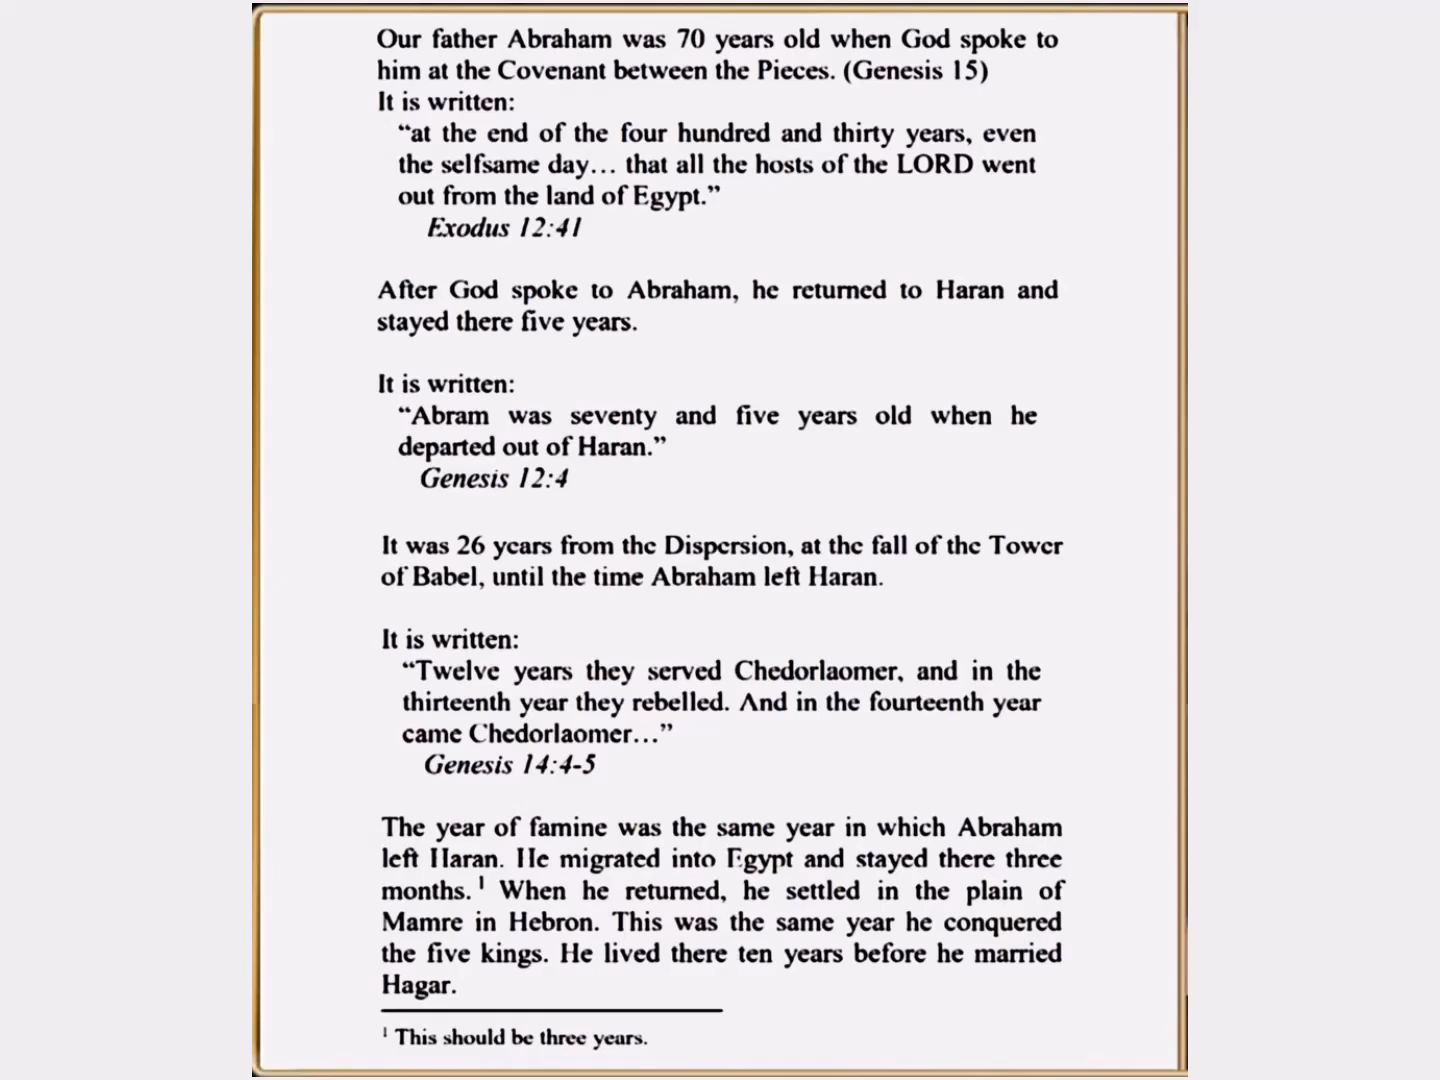 Our father Abraham was 70 years old when God spoke to
him at the Covenant between the Pieces. (Genesis 15)
It is written:
“at the end of the four hundred and thirty years, even
the selfsame day… that all the hosts of the LORD went
out from the land of Egypt.”
Exodus 12:41
After God spoke to Abraham, he returned to Haran and
stayed there five years.
It is written:
“Abram was seventy and five years old when he
departed out of Haran.”
Genesis 12:4
It was 26 years from the Dispersion, at the fall of the Tower
of Babel, until the time Abraham left Haran.
It is written:
“Twelve years they served Chedorlaomer, and in the
thirteenth year they rebelled. And in the fourteenth year
came Chedorlaomer…”
Genesis 14:4-5
The year of famine was the same year in which Abraham
left Haran. He migrated into Egypt and stayed there three
months.¹ When he returned, he settled in the plain of
Mamre in Hebron. This was the same year he conquered
the five kings. He lived there ten years before he married
Hagar.
¹ This should be three years.